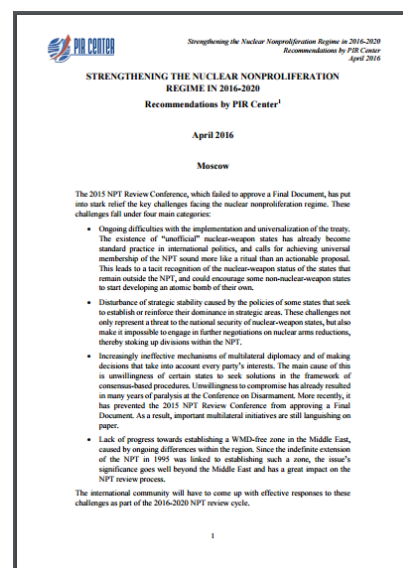 PIR CENTER
Strengthening the Nuclear Nonproliferation Regime in 2016-2020
Recommendations by PIR Center
April 2016
STRENGTHENING THE NUCLEAR NONPROLIFERATION
REGIME IN 2016-2020
Recommendations by PIR Center¹
April 2016
Moscow
The 2015 NPT Review Conference, which failed to approve a Final Document, has put
into stark relief the key challenges facing the nuclear nonproliferation regime. These
challenges fall under four main categories:
• Ongoing difficulties with the implementation and universalization of the treaty.
The existence of "unofficial" nuclear-weapon states has already become
standard practice in international politics, and calls for achieving universal
membership of the NPT sound more like a ritual than an actionable proposal.
This leads to a tacit recognition of the nuclear-weapon status of the states that
remain outside the NPT, and could encourage some non-nuclear-weapon states
to start developing an atomic bomb of their own.
• Disturbance of strategic stability caused by the policies of some states that seek
to establish or reinforce their dominance in strategic areas. These challenges not
only represent a threat to the national security of nuclear-weapon states, but also
make it impossible to engage in further negotiations on nuclear arms reductions,
thereby stoking up divisions within the NPT.
• Increasingly ineffective mechanisms of multilateral diplomacy and of making
decisions that take into account every party's interests. The main cause of this
is unwillingness of certain states to seek solutions in the framework of
consensus-based procedures. Unwillingness to compromise has already resulted
in many years of paralysis at the Conference on Disarmament. More recently, it
has prevented the 2015 NPT Review Conference from approving a Final
Document. As a result, important multilateral initiatives are still languishing on
paper.
• Lack of progress towards establishing a WMD-free zone in the Middle East,
caused by ongoing differences within the region. Since the indefinite extension
of the NPT in 1995 was linked to establishing such a zone, the issue's
significance goes well beyond the Middle East and has a great impact on the
NPT review process.
The international community will have to come up with effective responses to these
challenges as part of the 2016-2020 NPT review cycle.
1